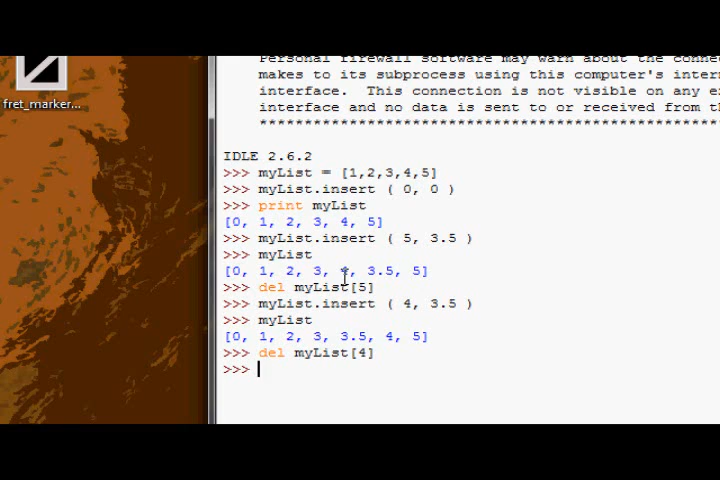 fret_marker...
Personal firewall software may warn about the conne
makes to its subprocess using this computer's inter
interface. This connection is not visible on any ex
interface and no data is sent to or received from th
****************************************************
IDLE 2.6.2
>>> myList = [1,2,3,4,5]
>>> myList.insert ( 0, 0 )
>>> print myList
[0, 1, 2, 3, 4, 5]
>>> myList.insert ( 5, 3.5 )
>>> myList
[0, 1, 2, 3, 4, 3.5, 5]
>>> del myList[5]
>>> myList.insert ( 4, 3.5 )
>>> myList
[0, 1, 2, 3, 3.5, 4, 5]
>>> del myList[4]
>>>